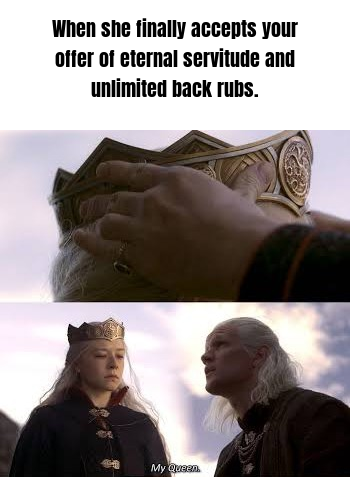 When she finally accepts your
offer of eternal servitude and
unlimited back rubs.
My Queen.